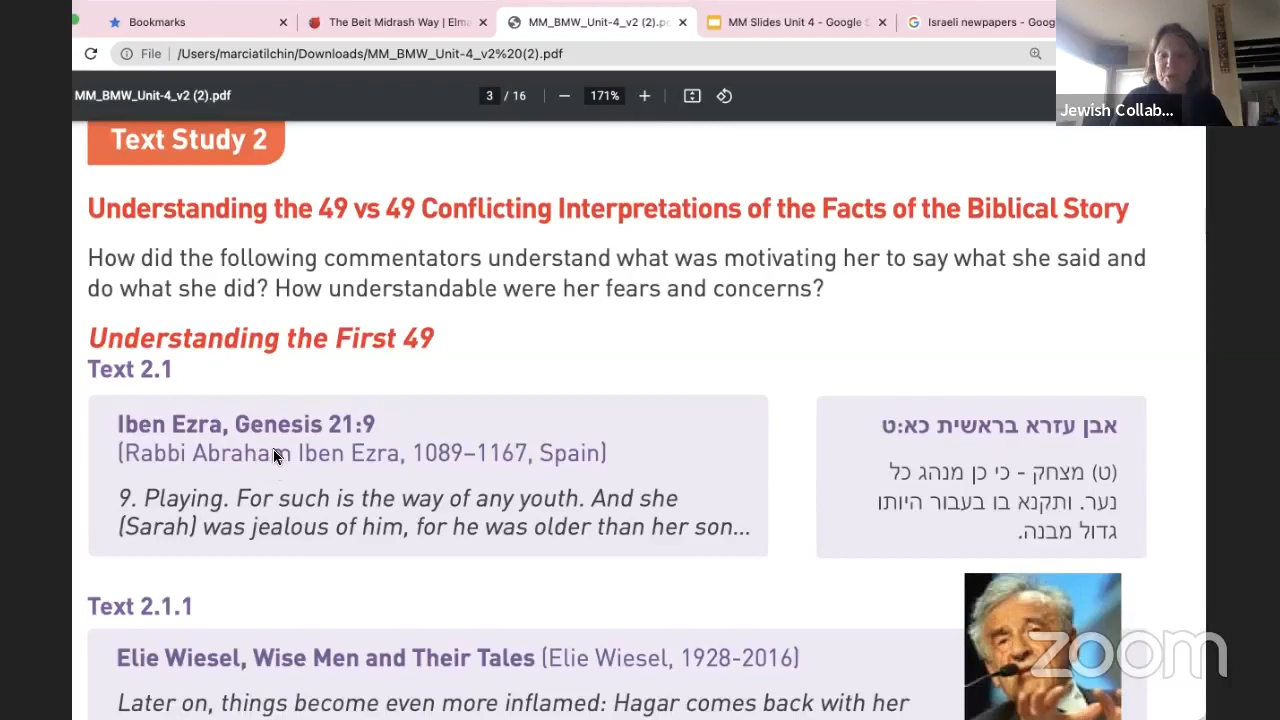 Bookmarks
The Beit Midrash Way | Elma
MM_BMW_Unit-4_v2 (2).pd
MM Slides Unit 4 - Google S
Israeli newpapers - Goog
File | /Users/marciatilchin/Downloads/MM_BMW_Unit-4_v2%20(2).pdf
MM_BMW_Unit-4_v2 (2).pdf
3 / 16
171%
Jewish Collab...
Text Study 2
Understanding the 49 vs 49 Conflicting Interpretations of the Facts of the Biblical Story
How did the following commentators understand what was motivating her to say what she said and
do what she did? How understandable were her fears and concerns?
Understanding the First 49
Text 2.1
Iben Ezra, Genesis 21:9
(Rabbi Abraham Iben Ezra, 1089–1167, Spain)
9. Playing. For such is the way of any youth. And she
(Sarah) was jealous of him, for he was older than her son...
אבן עזרא בראשית כא:ט
(ט) מצחק - כי כן מנהג כל
נער. ותקנא בו בעבור היותו
גדול מבנה.
Text 2.1.1
Elie Wiesel, Wise Men and Their Tales (Elie Wiesel, 1928-2016)
Later on, things become even more inflamed: Hagar comes back with her
zoom